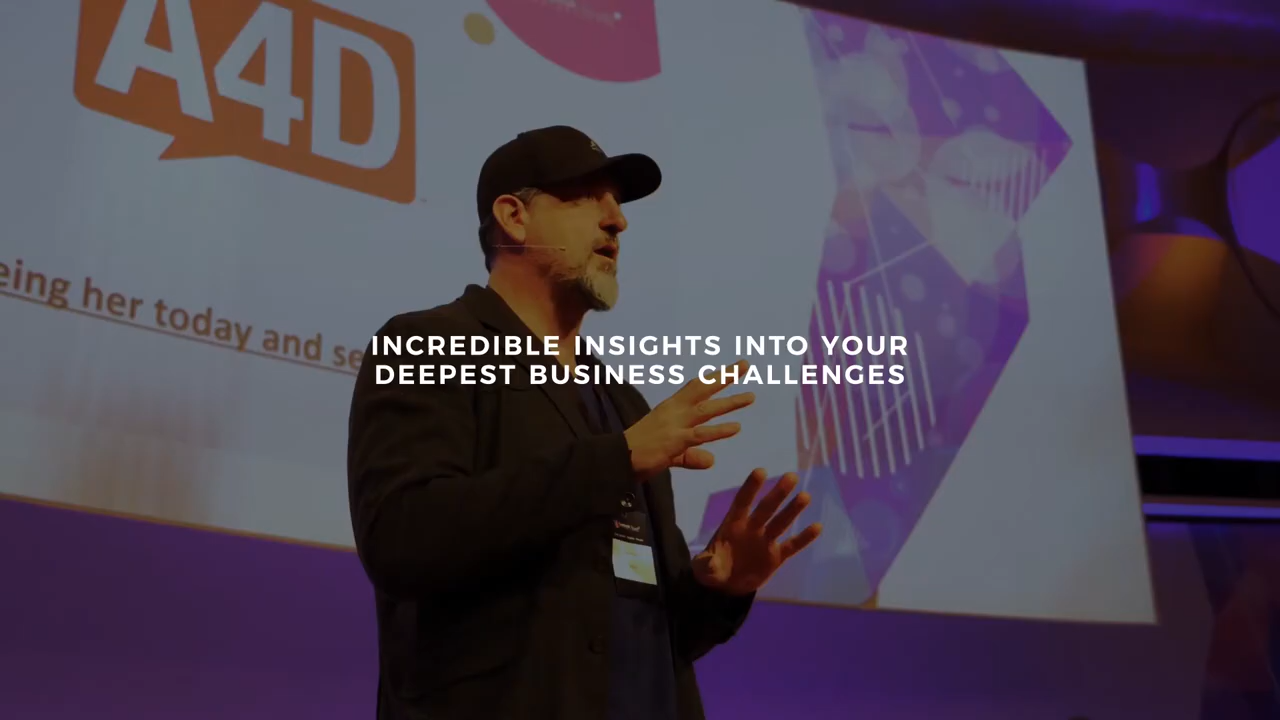 A4D
eing her today and se
INCREDIBLE INSIGHTS INTO YOUR
DEEPEST BUSINESS CHALLENGES